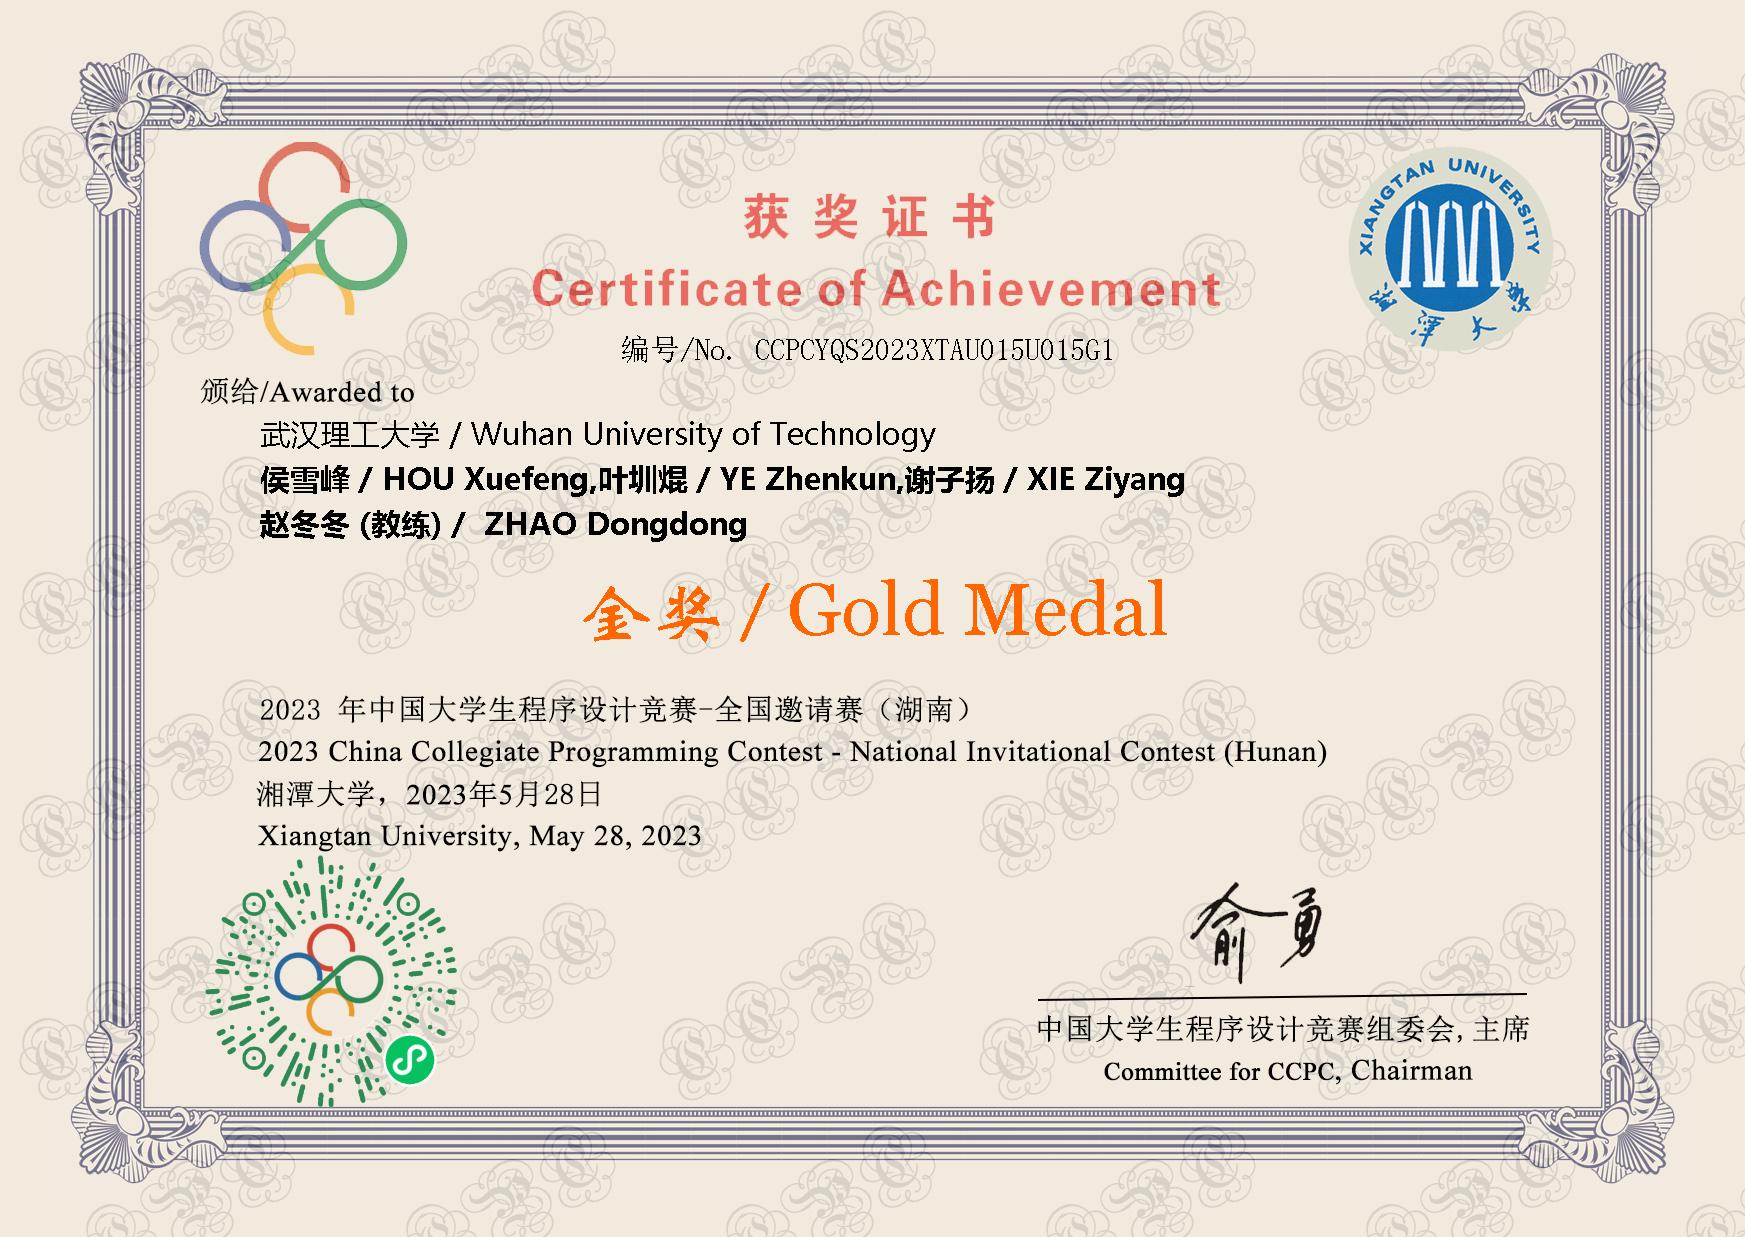 获奖证书
Certificate of Achievement
XIANGTAN UNIVERSITY
湘潭大学
编号/No. CCPCYQS2023XTAU015U015G1
颁给/Awarded to
武汉理工大学 / Wuhan University of Technology
侯雪峰 / HOU Xuefeng,叶圳焜 / YE Zhenkun,谢子扬 / XIE Ziyang
赵冬冬 (教练) / ZHAO Dongdong
金奖 / Gold Medal
2023 年中国大学生程序设计竞赛-全国邀请赛（湖南）
2023 China Collegiate Programming Contest - National Invitational Contest (Hunan)
湘潭大学，2023年5月28日
Xiangtan University, May 28, 2023
俞勇
中国大学生程序设计竞赛组委会, 主席
Committee for CCPC, Chairman